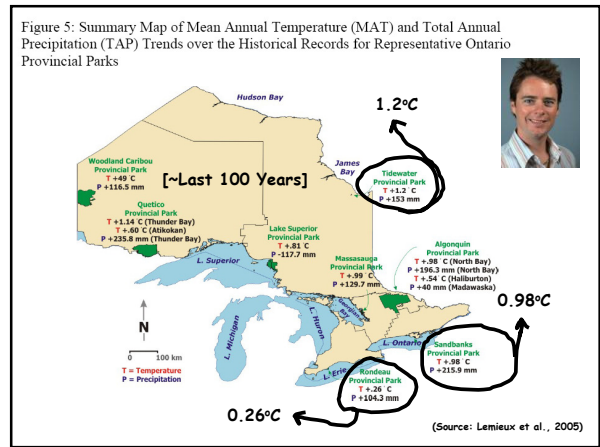 Figure 5: Summary Map of Mean Annual Temperature (MAT) and Total Annual
Precipitation (TAP) Trends over the Historical Records for Representative Ontario
Provincial Parks
Hudson Bay
1.2°C
James
Bay
Woodland Caribou
Provincial Park
T +49 °C
P +116.5 mm
[~Last 100 Years]
Tidewater
Provincial Park
T +1.2 °C
P +153 mm
Quetico
Provincial Park
T +1.14 °C (Thunder Bay)
T +.60 °C (Atikokan)
P +235.8 mm (Thunder Bay)
Lake Superior
Provincial Park
T +.81 °C
P -117.7 mm
Massasauga
Provincial Park
T +.99 °C
P +129.7 mm
Algonquin
Provincial Park
T +.98 °C (North Bay)
P +196.3 mm (North Bay)
T +.54 °C (Haliburton)
P +40 mm (Madawaska)
L. Superior
Georgian
Bay
L. Huron
L. Michigan
N
0 100 km
T = Temperature
P = Precipitation
L. Ontario
L. Erie
0.98°C
Sandbanks
Provincial Park
T +.98 °C
P +215.9 mm
Rondeau
Provincial Park
T +.26 °C
P +104.3 mm
0.26°C
(Source: Lemieux et al., 2005)